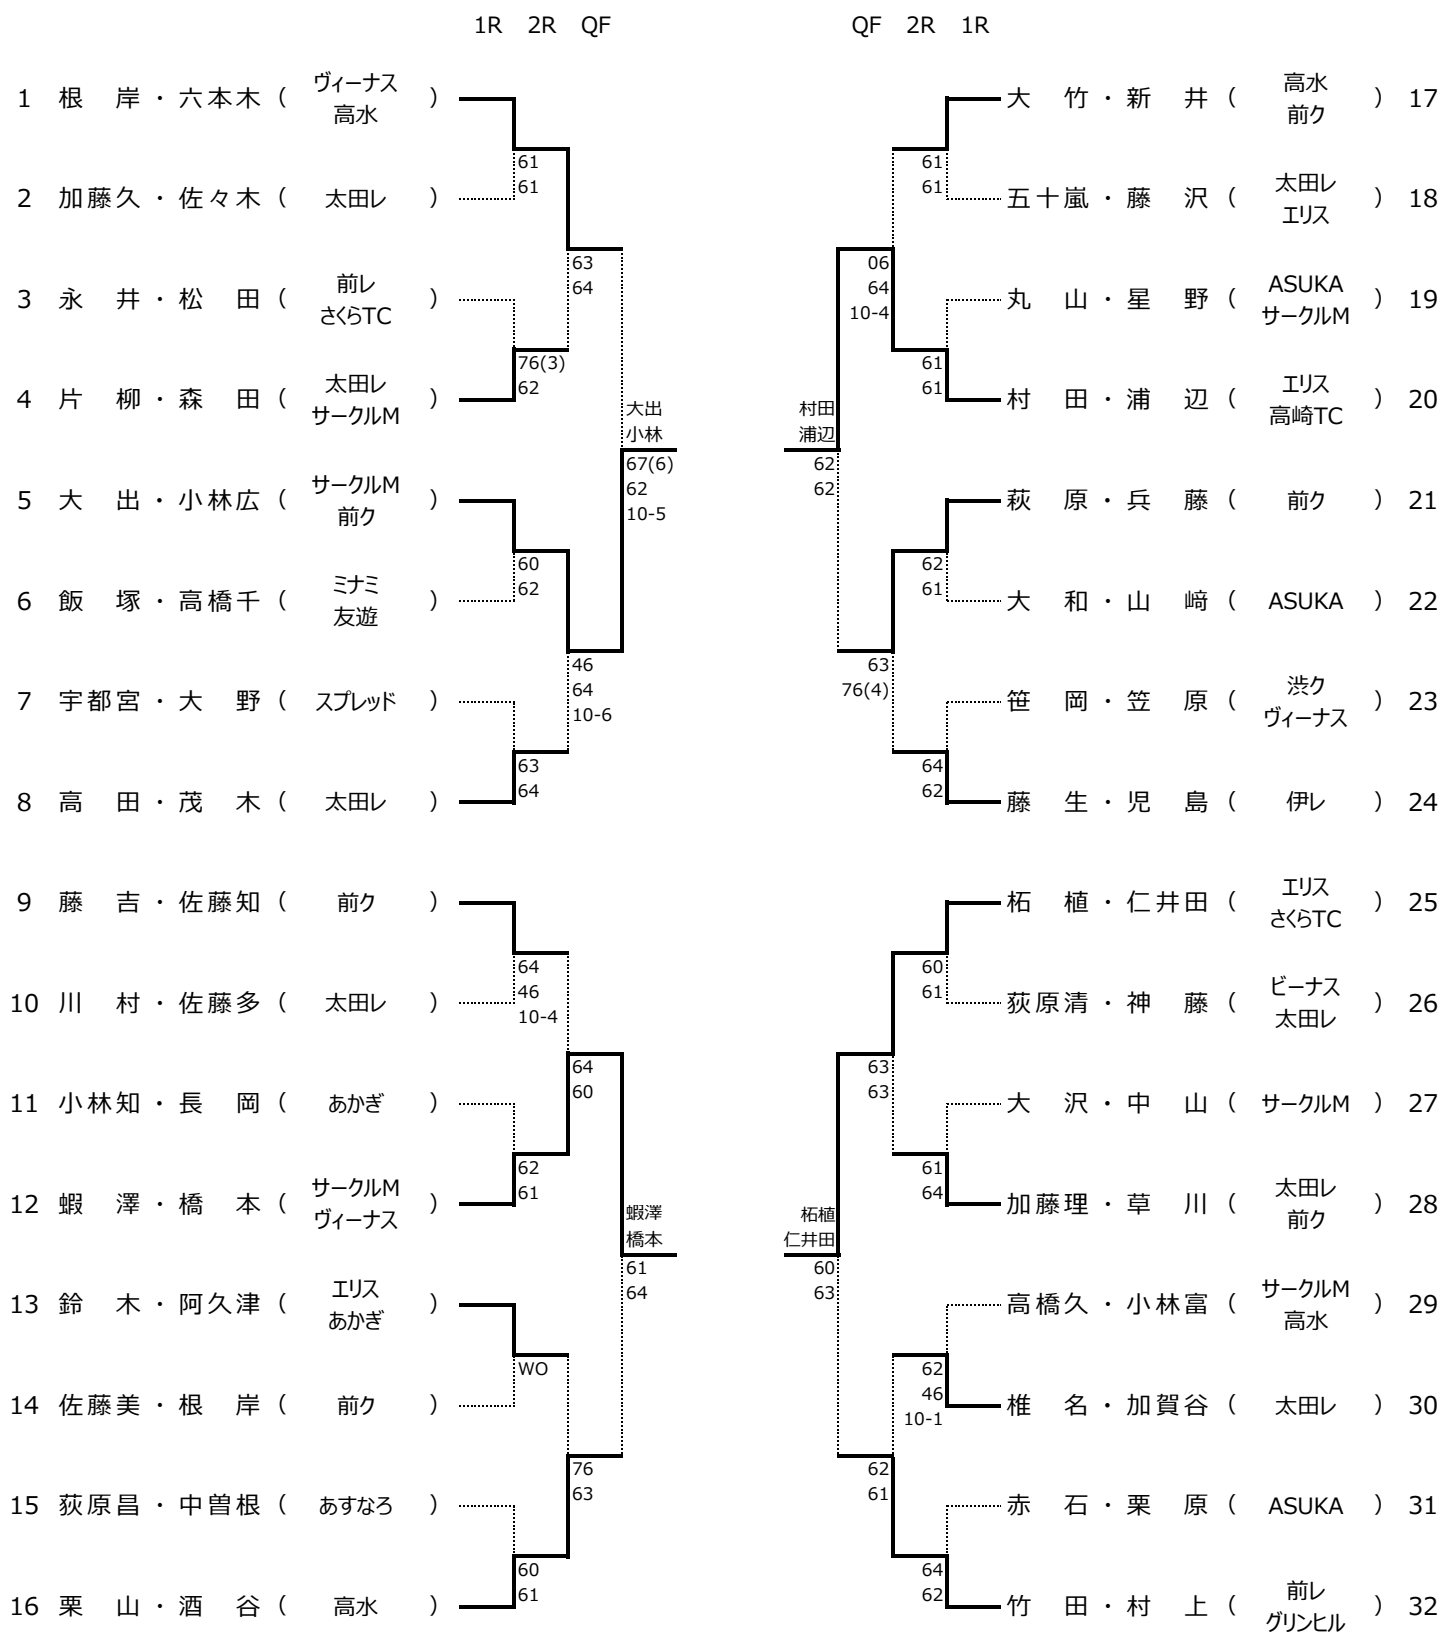 1R 2R QF
QF 2R 1R
1 根 岸 ・ 六本木 ( ヴィーナス 高水 )
61
61
2 加藤久 ・ 佐々木 ( 太田レ )
63
64
3 永 井 ・ 松 田 ( 前レ さくらTC )
76(3)
62
4 片 柳 ・ 森 田 ( 太田レ サークルM )
大出
小林
67(6)
62
10-5
5 大 出 ・ 小林広 ( サークルM 前ク )
60
62
6 飯 塚 ・ 高橋千 ( ミナミ 友遊 )
46
64
10-6
7 宇都宮 ・ 大 野 ( スプレッド )
63
64
8 高 田 ・ 茂 木 ( 太田レ )
9 藤 吉 ・ 佐藤知 ( 前ク )
64
46
10-4
10 川 村 ・ 佐藤多 ( 太田レ )
64
60
11 小林知 ・ 長 岡 ( あかぎ )
62
61
12 蝦 澤 ・ 橋 本 ( サークルM ヴィーナス )
蝦澤
橋本
61
64
13 鈴 木 ・ 阿久津 ( エリス あかぎ )
WO
14 佐藤美 ・ 根 岸 ( 前ク )
76
63
15 荻原昌 ・ 中曽根 ( あすなろ )
60
61
16 栗 山 ・ 酒 谷 ( 高水 )
大 竹 ・ 新 井 ( 高水 前ク ) 17
61
61
五十嵐 ・ 藤 沢 ( 太田レ エリス ) 18
06
64
10-4
丸 山 ・ 星 野 ( ASUKA サークルM ) 19
61
61
村 田 ・ 浦 辺 ( エリス 高崎TC ) 20
村田
浦辺
62
62
萩 原 ・ 兵 藤 ( 前ク ) 21
62
61
大 和 ・ 山 﨑 ( ASUKA ) 22
63
76(4)
笹 岡 ・ 笠 原 ( 渋ク ヴィーナス ) 23
64
62
藤 生 ・ 児 島 ( 伊レ ) 24
柘 植 ・ 仁井田 ( エリス さくらTC ) 25
60
61
荻原清 ・ 神 藤 ( ビーナス 太田レ ) 26
63
63
大 沢 ・ 中 山 ( サークルM ) 27
61
64
加藤理 ・ 草 川 ( 太田レ 前ク ) 28
柘植
仁井田
60
63
高橋久 ・ 小林富 ( サークルM 高水 ) 29
62
46
10-1
椎 名 ・ 加賀谷 ( 太田レ ) 30
62
61
赤 石 ・ 栗 原 ( ASUKA ) 31
64
62
竹 田 ・ 村 上 ( 前レ グリンヒル ) 32